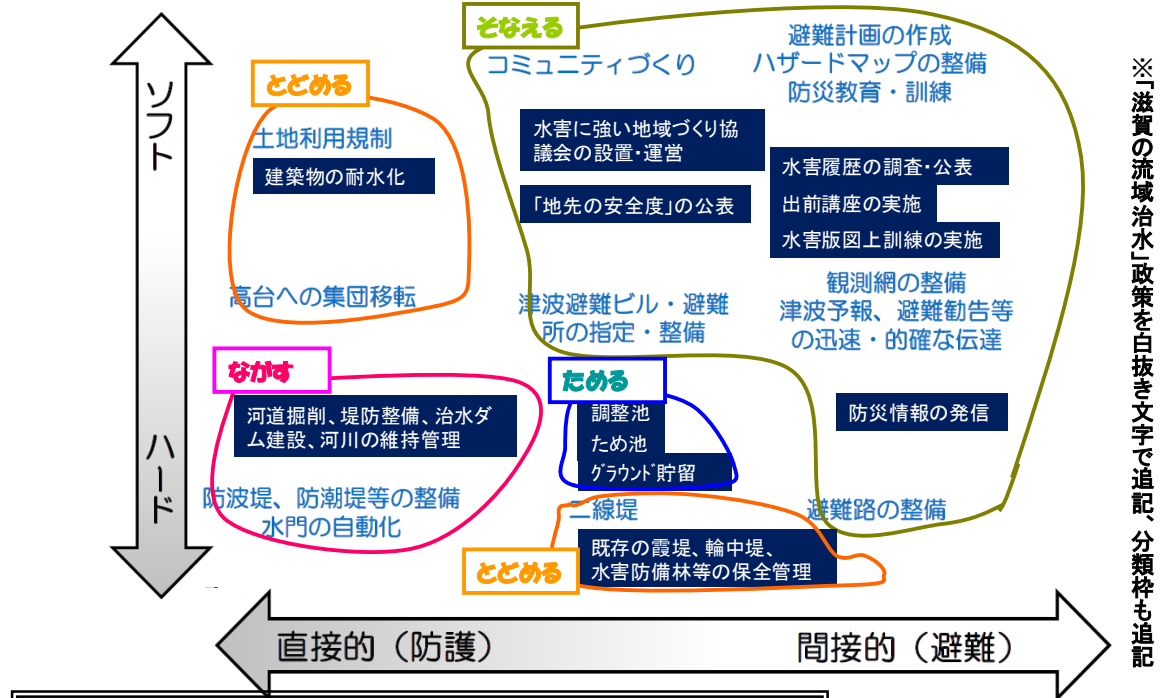 そなえる
コミュニティづくり
避難計画の作成
ハザードマップの整備
防災教育・訓練
水害に強い地域づくり協
議会の設置・運営
「地先の安全度」の公表
水害履歴の調査・公表
出前講座の実施
水害版図上訓練の実施
観測網の整備
津波予報、避難勧告等
の迅速・的確な伝達
津波避難ビル・避難
所の指定・整備
防災情報の発信
避難路の整備
とどめる
土地利用規制
建築物の耐水化
高台への集団移転
ながす
河道掘削、堤防整備、治水ダ
ム建設、河川の維持管理
防波堤、防潮堤等の整備
水門の自動化
ためる
調整池
ため池
グラウンド貯留
二線堤
既存の霞堤、輪中堤、
水害防備林等の保全管理
とどめる
ソフト
ハード
直接的（防護）
間接的（避難）
※「滋賀の流域治水」政策を白抜き文字で追記、分類枠も追記